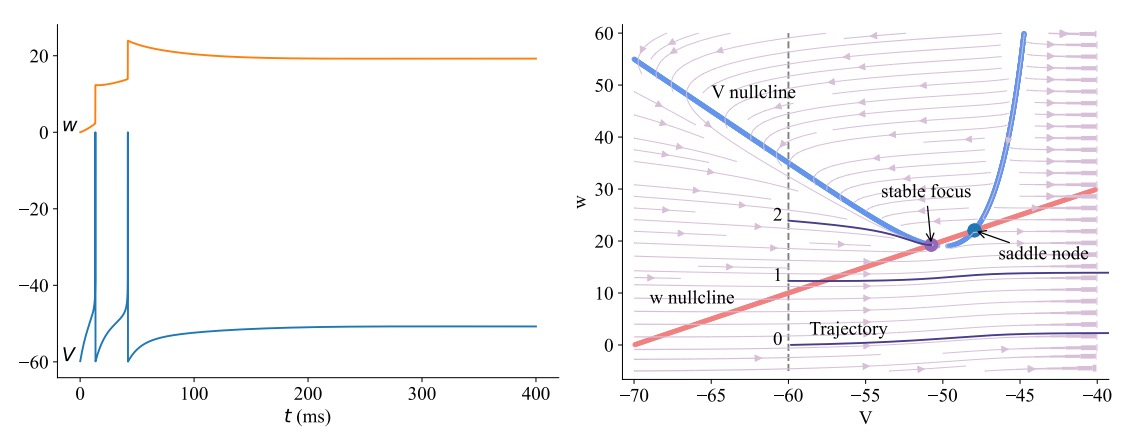 20
0
−20
−40
−60
w
V
0
100
200
300
400
t (ms)
60
50
40
30
20
10
0
w
V nullcline
stable focus
2
saddle node
1
w nullcline
Trajectory
0
−70
−65
−60
−55
−50
−45
−40
V